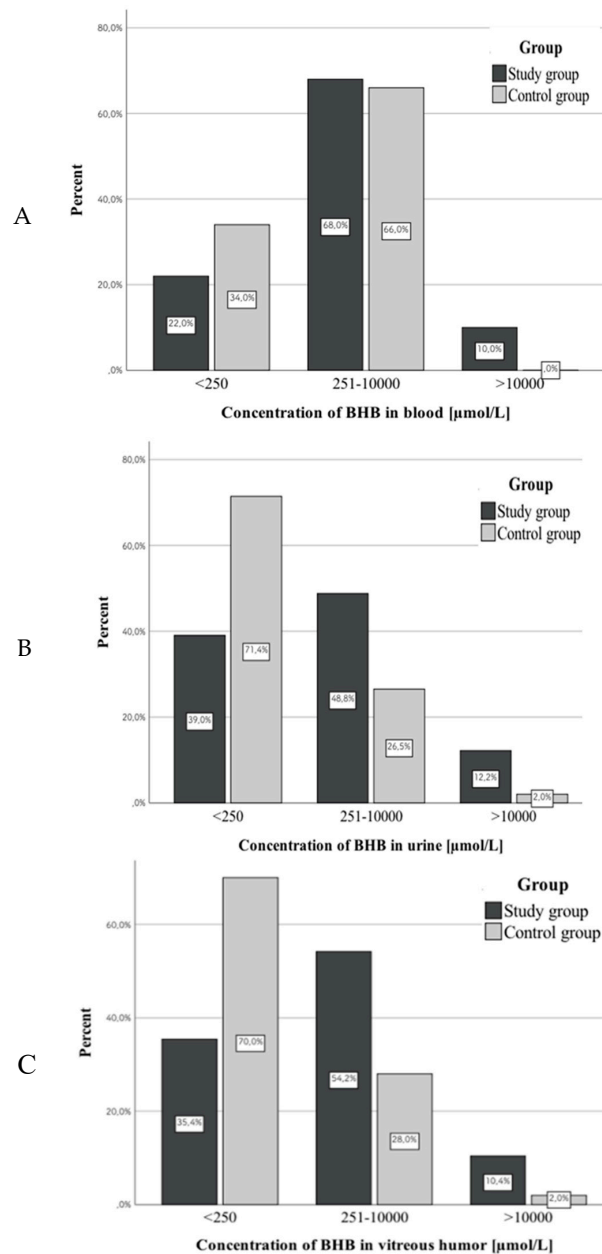 A
80,0%
60,0%
40,0%
20,0%
,0%
Percent
Group
Study group
Control group
22,0%
34,0%
68,0%
66,0%
10,0%
,0%
<250
251-10000
>10000
Concentration of BHB in blood [µmol/L]
B
80,0%
60,0%
40,0%
20,0%
,0%
Percent
Group
Study group
Control group
39,0%
71,4%
48,8%
26,5%
12,2%
2,0%
<250
251-10000
>10000
Concentration of BHB in urine [µmol/L]
C
60,0%
40,0%
20,0%
,0%
Percent
Group
Study group
Control group
35,4%
70,0%
54,2%
28,0%
10,4%
2,0%
<250
251-10000
>10000
Concentration of BHB in vitreous humor [µmol/L]